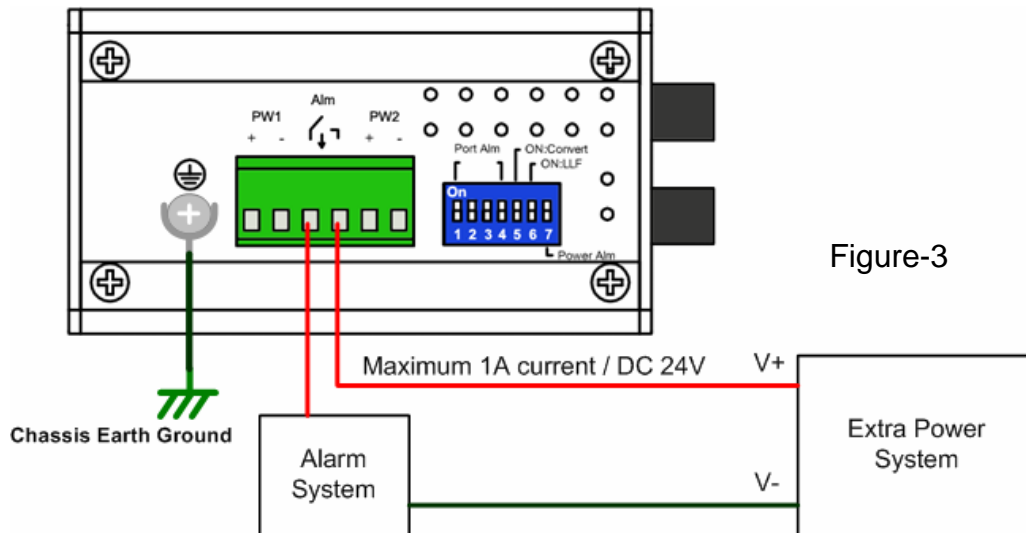 Alm
PW1
PW2
+ - + -
Port Alm
ON:Convert
ON:LLF
On
1 2 3 4 5 6 7
Power Alm
Figure-3
Maximum 1A current / DC 24V
V+
Chassis Earth Ground
Alarm
System
Extra Power
System
V-